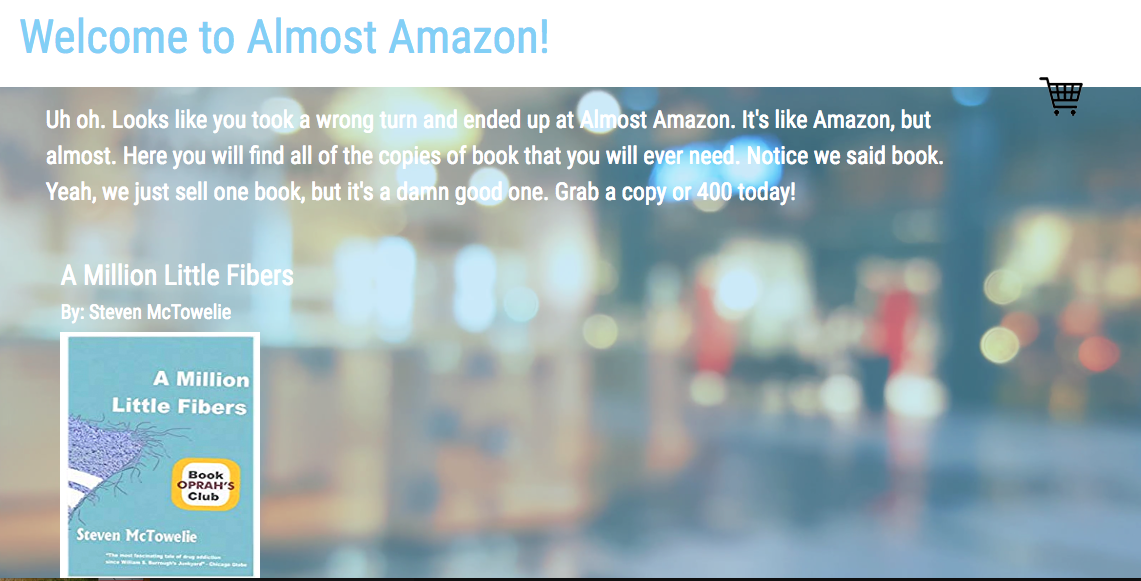 Welcome to Almost Amazon!
Uh oh. Looks like you took a wrong turn and ended up at Almost Amazon. It's like Amazon, but
almost. Here you will find all of the copies of book that you will ever need. Notice we said book.
Yeah, we just sell one book, but it's a damn good one. Grab a copy or 400 today!
A Million Little Fibers
By: Steven McTowelie
A Million
Little Fibers
Book
OPRAH'S
Club
Steven McTowelie
"The most fascinating tale of drug addiction
since William S. Burrough's Junkyard" - Chicago Globe